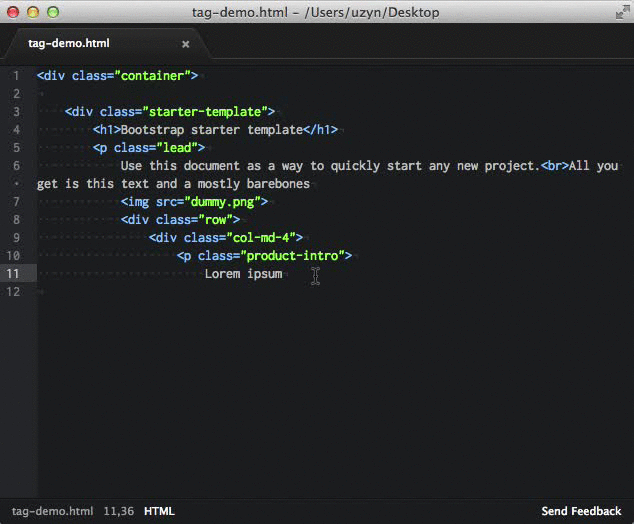 tag-demo.html – /Users/uzyn/Desktop
tag-demo.html ×
1 <div class="container">
2
3 <div class="starter-template">
4 <h1>Bootstrap starter template</h1>
5 <p class="lead">
6 Use this document as a way to quickly start any new project.<br>All you
• get is this text and a mostly barebones
7 <img src="dummy.png">
8 <div class="row">
9 <div class="col-md-4">
10 <p class="product-intro">
11 Lorem ipsum
12
tag-demo.html 11,36 HTML Send Feedback